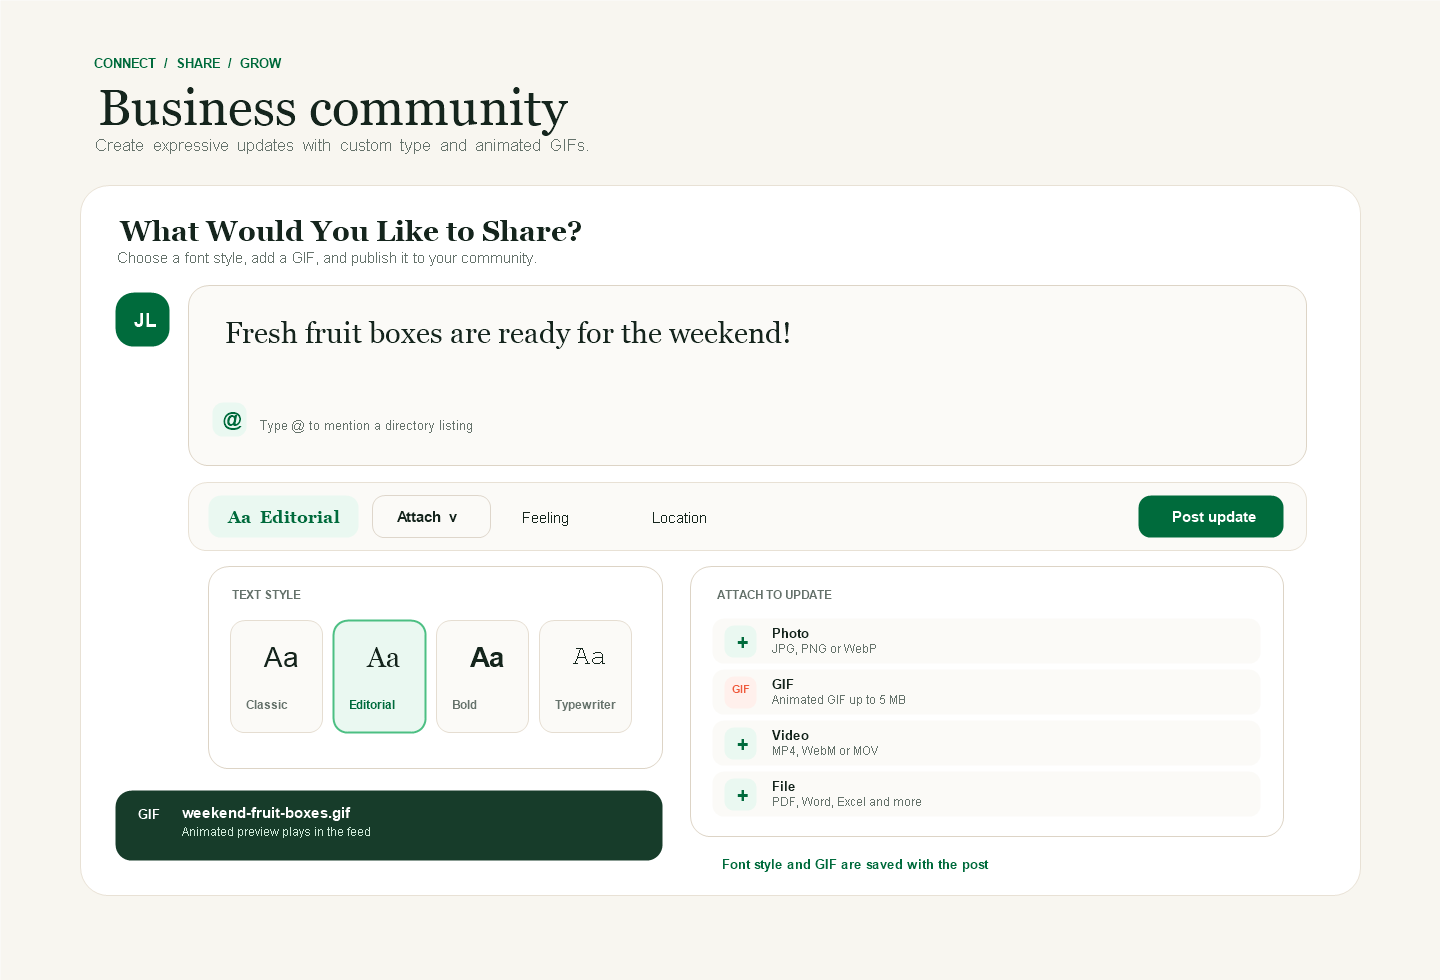 CONNECT / SHARE / GROW
Business community
Create expressive updates with custom type and animated GIFs.
What Would You Like to Share?
Choose a font style, add a GIF, and publish it to your community.
JL
Fresh fruit boxes are ready for the weekend!
@ Type @ to mention a directory listing
Aa Editorial Attach v Feeling Location Post update
TEXT STYLE
Aa Aa Aa Aa
Classic Editorial Bold Typewriter
ATTACH TO UPDATE
+ Photo
JPG, PNG or WebP
GIF GIF
Animated GIF up to 5 MB
+ Video
MP4, WebM or MOV
+ File
PDF, Word, Excel and more
GIF weekend-fruit-boxes.gif
Animated preview plays in the feed
Font style and GIF are saved with the post